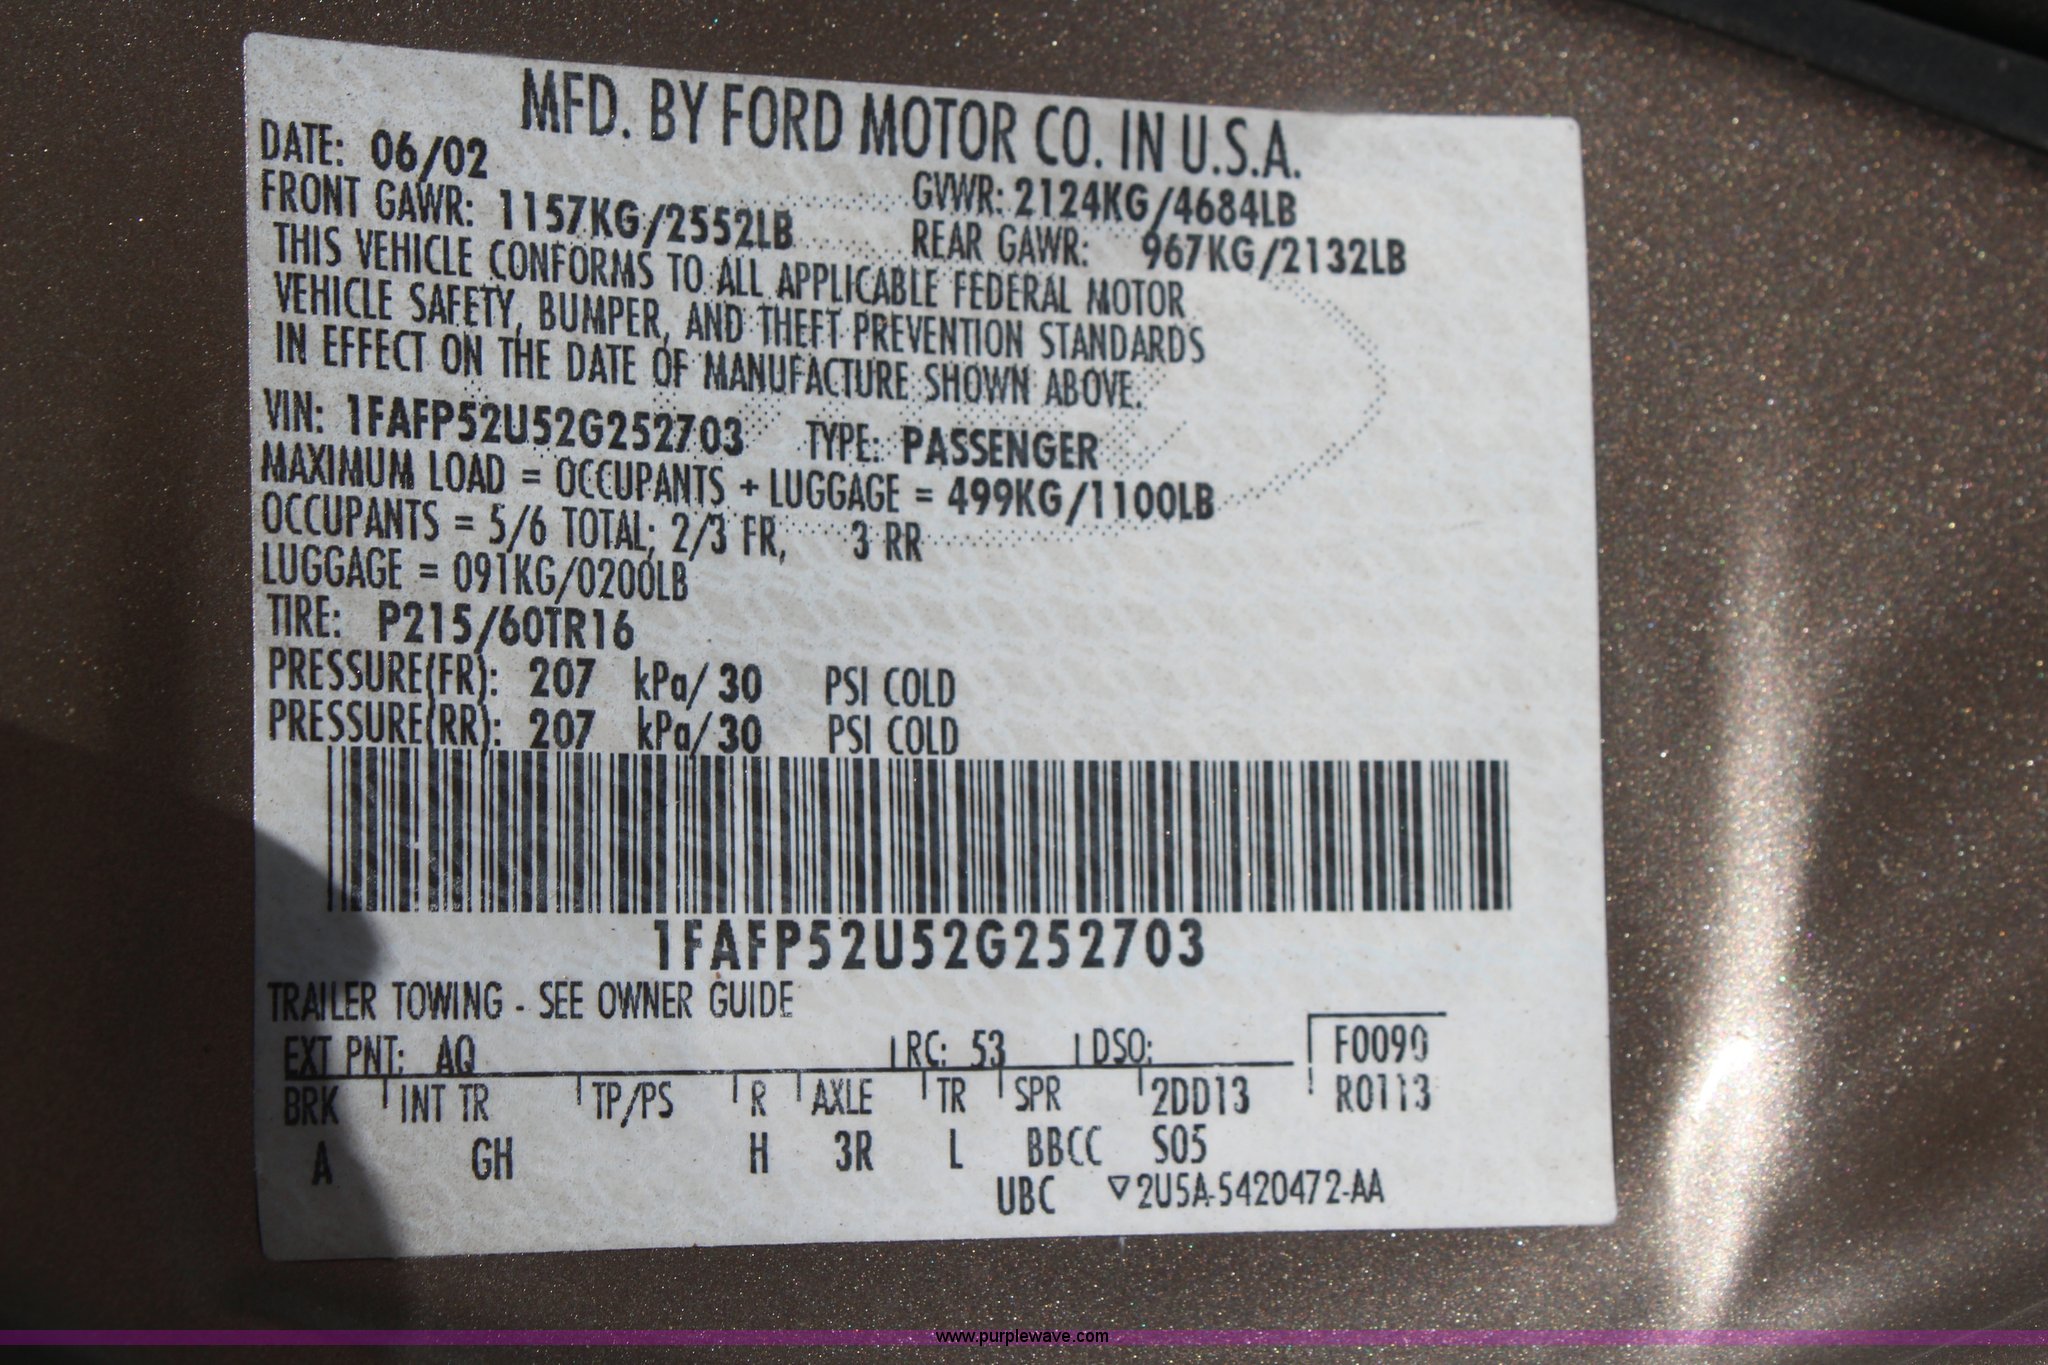 MFD. BY FORD MOTOR CO. IN U.S.A.
DATE: 06/02 GVWR: 2124KG/4684LB
FRONT GAWR: 1157KG/2552LB REAR GAWR: 967KG/2132LB
THIS VEHICLE CONFORMS TO ALL APPLICABLE FEDERAL MOTOR
VEHICLE SAFETY, BUMPER, AND THEFT PREVENTION STANDARDS
IN EFFECT ON THE DATE OF MANUFACTURE SHOWN ABOVE.
VIN: 1FAFP52U52G252703 TYPE: PASSENGER
MAXIMUM LOAD = OCCUPANTS + LUGGAGE = 499KG/1100LB
OCCUPANTS = 5/6 TOTAL; 2/3 FR, 3 RR
LUGGAGE = 091KG/0200LB
TIRE: P215/60TR16
PRESSURE(FR): 207 kPa/30 PSI COLD
PRESSURE(RR): 207 kPa/30 PSI COLD
1FAFP52U52G252703
TRAILER TOWING - SEE OWNER GUIDE
EXT PNT: AQ RC: 53 DSO: F0090
BRK INT TR TP/PS R AXLE TR SPR 2DD13 R0113
A GH H 3R L BBCC S05
UBC ▽2U5A-5420472-AA
www.purplewave.com